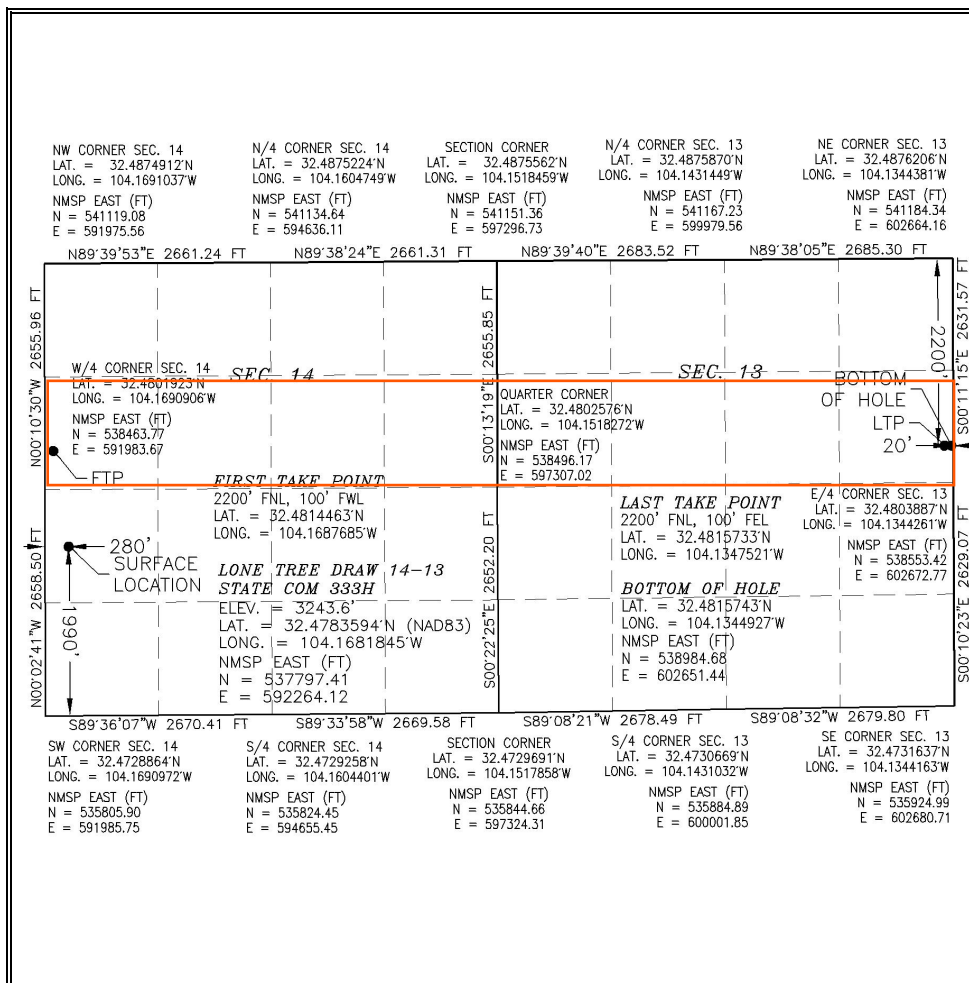 NW CORNER SEC. 14
LAT. = 32.4874912'N
LONG. = 104.1691037'W
NMSP EAST (FT)
N = 541119.08
E = 591975.56
N/4 CORNER SEC. 14
LAT. = 32.4875224'N
LONG. = 104.1604749'W
NMSP EAST (FT)
N = 541134.64
E = 594636.11
SECTION CORNER
LAT. = 32.4875562'N
LONG. = 104.1518459'W
NMSP EAST (FT)
N = 541151.36
E = 597296.73
N/4 CORNER SEC. 13
LAT. = 32.4875870'N
LONG. = 104.1431449'W
NMSP EAST (FT)
N = 541167.23
E = 599979.56
NE CORNER SEC. 13
LAT. = 32.4876206'N
LONG. = 104.1344381'W
NMSP EAST (FT)
N = 541184.34
E = 602664.16
N89'39'53"E 2661.24 FT
N89'38'24"E 2661.31 FT
N89'39'40"E 2683.52 FT
N89'38'05"E 2685.30 FT
N00'10'30"W 2655.96 FT
S00'13'19"E 2655.85 FT
S00'11'15"E 2631.57 FT
2200'
W/4 CORNER SEC. 14
LAT. = 32.4801923'N
LONG. = 104.1690906'W
NMSP EAST (FT)
N = 538463.77
E = 591983.67
SEC. 14
SEC. 13
QUARTER CORNER
LAT. = 32.4802576'N
LONG. = 104.1518272'W
NMSP EAST (FT)
N = 538496.17
E = 597307.02
BOTTOM
OF HOLE
LTP
20'
FTP
FIRST TAKE POINT
2200' FNL, 100' FWL
LAT. = 32.4814463'N
LONG. = 104.1687685'W
LAST TAKE POINT
2200' FNL, 100' FEL
LAT. = 32.4815733'N
LONG. = 104.1347521'W
E/4 CORNER SEC. 13
LAT. = 32.4803887'N
LONG. = 104.1344261'W
NMSP EAST (FT)
N = 538553.42
E = 602672.77
280'
SURFACE
LOCATION
1990'
LONE TREE DRAW 14-13
STATE COM 333H
ELEV. = 3243.6'
LAT. = 32.4783594'N (NAD83)
LONG. = 104.1681845'W
NMSP EAST (FT)
N = 537797.41
E = 592264.12
BOTTOM OF HOLE
LAT. = 32.4815743'N
LONG. = 104.1344927'W
NMSP EAST (FT)
N = 538984.68
E = 602651.44
N00'02'41"W 2658.50 FT
S00'22'25"E 2652.20 FT
S00'10'23"E 2629.07 FT
S89'36'07"W 2670.41 FT
S89'33'58"W 2669.58 FT
S89'08'21"W 2678.49 FT
S89'08'32"W 2679.80 FT
SW CORNER SEC. 14
LAT. = 32.4728864'N
LONG. = 104.1690972'W
NMSP EAST (FT)
N = 535805.90
E = 591985.75
S/4 CORNER SEC. 14
LAT. = 32.4729258'N
LONG. = 104.1604401'W
NMSP EAST (FT)
N = 535824.45
E = 594655.45
SECTION CORNER
LAT. = 32.4729691'N
LONG. = 104.1517858'W
NMSP EAST (FT)
N = 535844.66
E = 597324.31
S/4 CORNER SEC. 13
LAT. = 32.4730669'N
LONG. = 104.1431032'W
NMSP EAST (FT)
N = 535884.89
E = 600001.85
SE CORNER SEC. 13
LAT. = 32.4731637'N
LONG. = 104.1344163'W
NMSP EAST (FT)
N = 535924.99
E = 602680.71